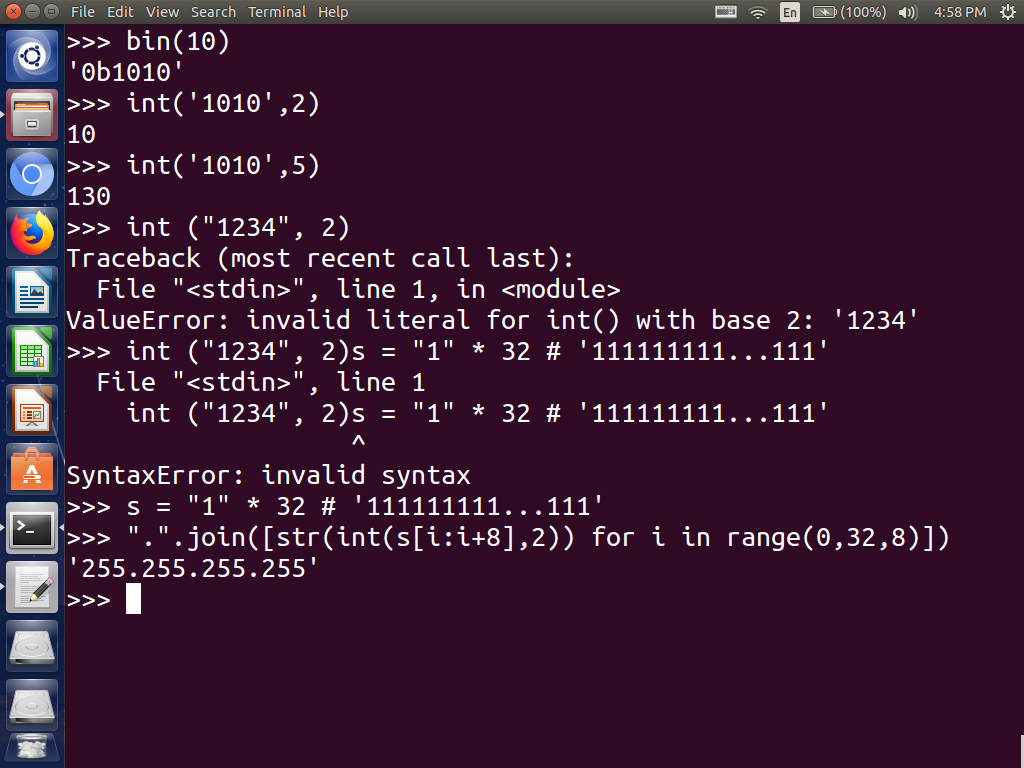 File Edit View Search Terminal Help En (100%) 4:58 PM
>>> bin(10)
'0b1010'
>>> int('1010',2)
10
>>> int('1010',5)
130
>>> int ("1234", 2)
Traceback (most recent call last):
  File "<stdin>", line 1, in <module>
ValueError: invalid literal for int() with base 2: '1234'
>>> int ("1234", 2)s = "1" * 32 # '111111111...111'
  File "<stdin>", line 1
    int ("1234", 2)s = "1" * 32 # '111111111...111'
                   ^
SyntaxError: invalid syntax
>>> s = "1" * 32 # '111111111...111'
>>> ".".join([str(int(s[i:i+8],2)) for i in range(0,32,8)])
'255.255.255.255'
>>>